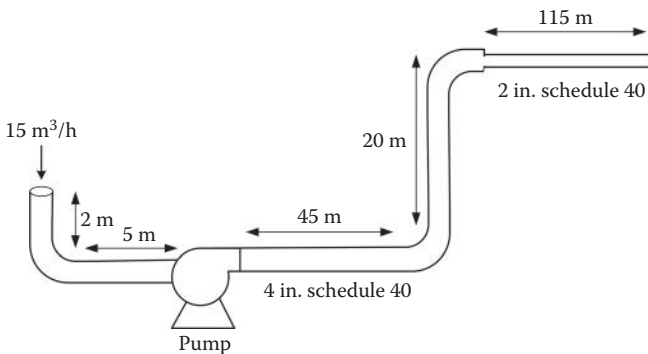 115 m
2 in. schedule 40
15 m³/h
20 m
2 m
5 m
45 m
4 in. schedule 40
Pump